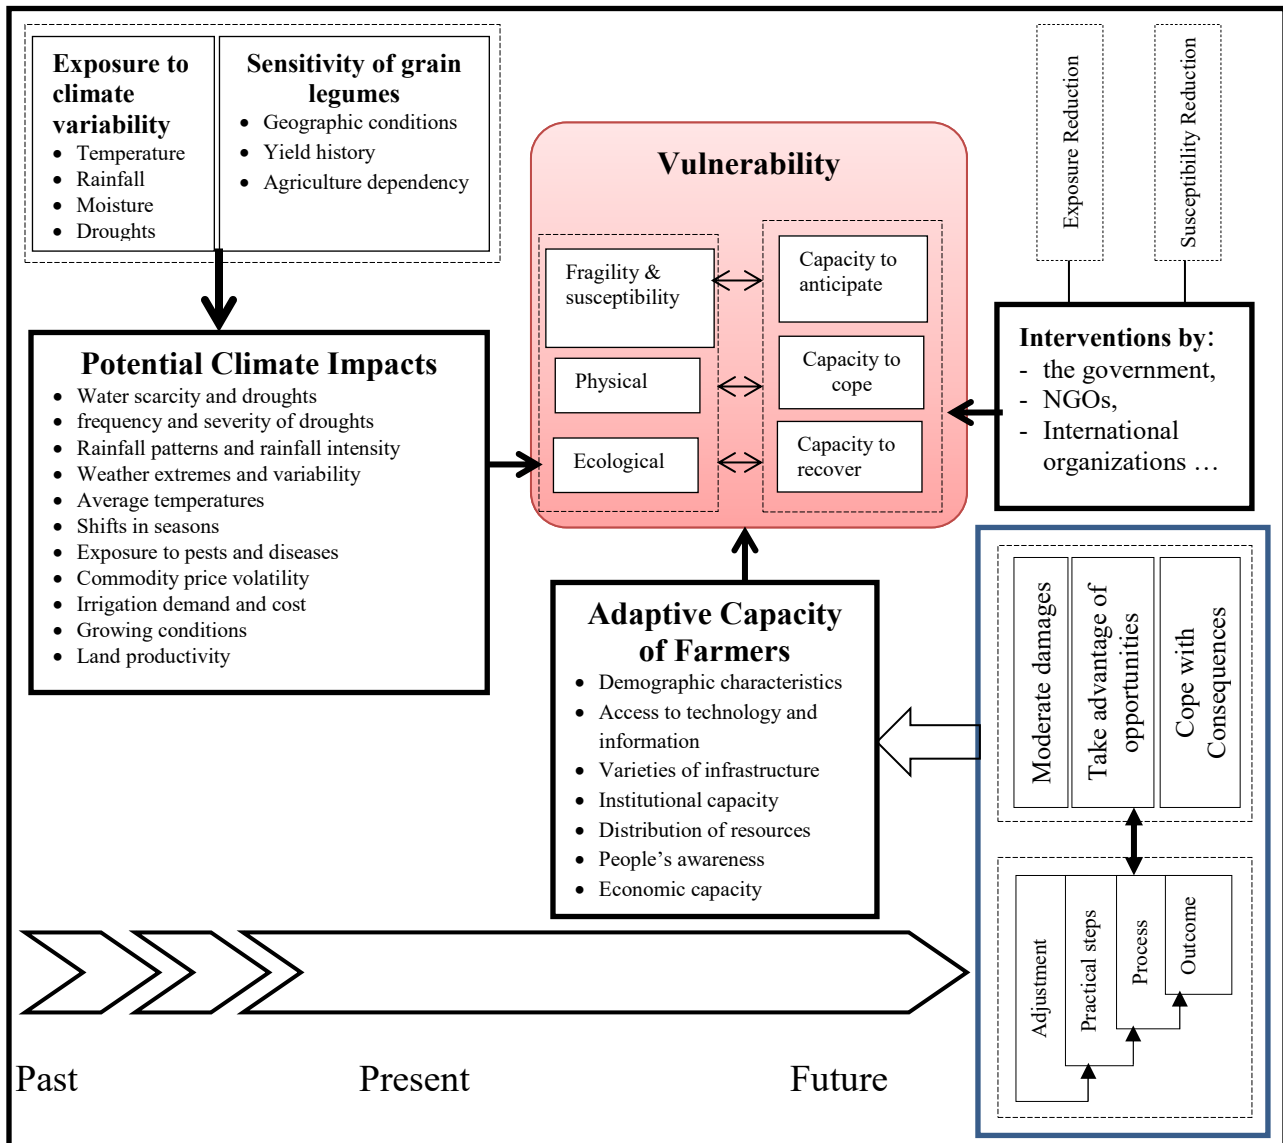 Exposure to
climate
variability
• Temperature
• Rainfall
• Moisture
• Droughts
Sensitivity of grain
legumes
• Geographic conditions
• Yield history
• Agriculture dependency
Potential Climate Impacts
• Water scarcity and droughts
• frequency and severity of droughts
• Rainfall patterns and rainfall intensity
• Weather extremes and variability
• Average temperatures
• Shifts in seasons
• Exposure to pests and diseases
• Commodity price volatility
• Irrigation demand and cost
• Growing conditions
• Land productivity
Vulnerability
Fragility &
susceptibility
Physical
Ecological
Capacity to
anticipate
Capacity to
cope
Capacity to
recover
Exposure Reduction
Susceptibility Reduction
Interventions by:
- the government,
- NGOs,
- International
organizations …
Adaptive Capacity
of Farmers
• Demographic characteristics
• Access to technology and
information
• Varieties of infrastructure
• Institutional capacity
• Distribution of resources
• People’s awareness
• Economic capacity
Moderate damages
Take advantage of
opportunities
Cope with
Consequences
Adjustment
Practical steps
Process
Outcome
Past
Present
Future